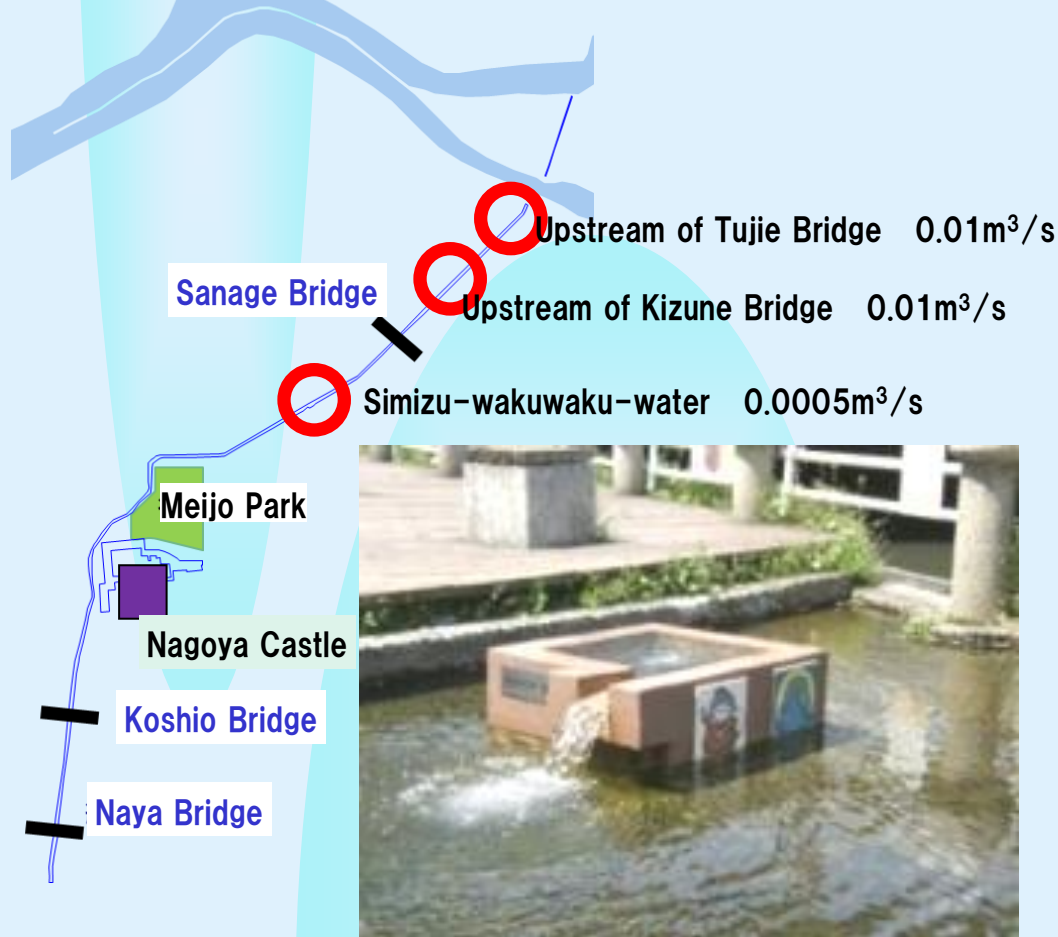 Upstream of Tujie Bridge 0.01m³/s
Sanage Bridge
Upstream of Kizune Bridge 0.01m³/s
Simizu-wakuwaku-water 0.0005m³/s
Meijo Park
Nagoya Castle
Koshio Bridge
Naya Bridge